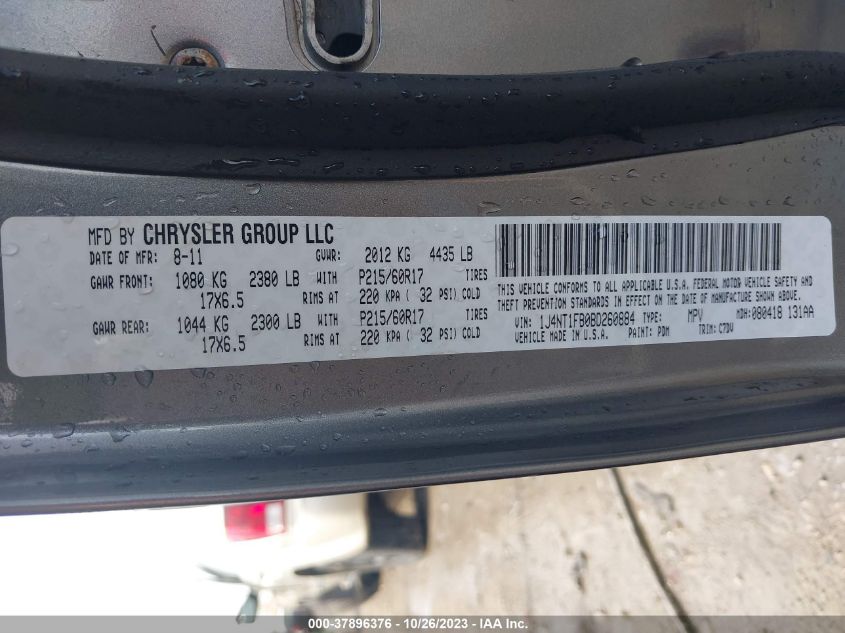 MFD BY CHRYSLER GROUP LLC
DATE OF MFR: 8-11 GVWR: 2012 KG 4435 LB
GAWR FRONT: 1080 KG 2380 LB WITH P215/60R17 TIRES
17X6.5 RIMS AT 220 KPA ( 32 PSI) COLD
GAWR REAR: 1044 KG 2300 LB WITH P215/60R17 TIRES
17X6.5 RIMS AT 220 KPA ( 32 PSI) COLD
THIS VEHICLE CONFORMS TO ALL APPLICABLE U.S.A. FEDERAL MOTOR VEHICLE SAFETY AND
THEFT PREVENTION STANDARDS IN EFFECT ON THE DATE OF MANUFACTURE SHOWN ABOVE.
VIN: 1J4NT1FB0BD260684 TYPE: MPV MDH: 080418 131AA
VEHICLE MADE IN U.S.A. PAINT: PDM TRIM: C7DV
000-37896376 - 10/26/2023 - IAA Inc.